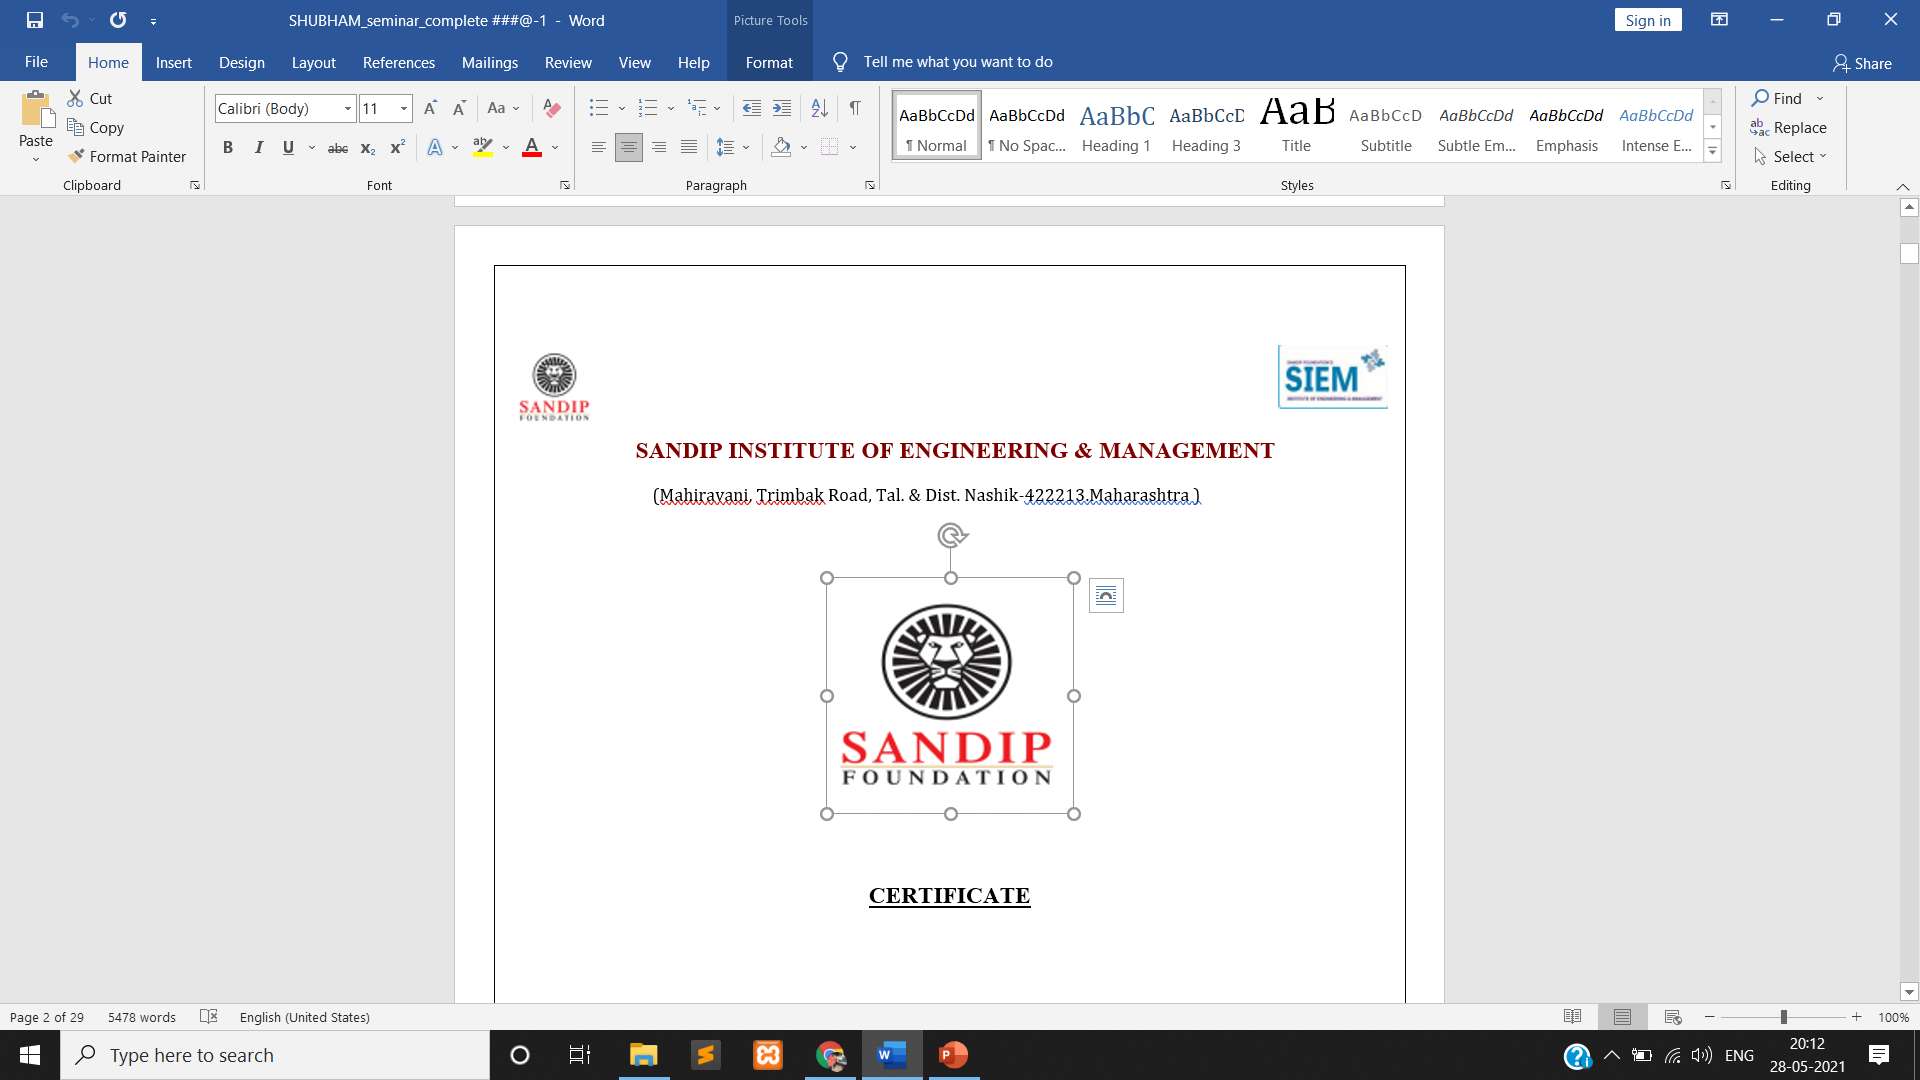 SHUBHAM_seminar_complete ###@-1 - Word
Picture Tools
Sign in
File
Home
Insert
Design
Layout
References
Mailings
Review
View
Help
Format
Tell me what you want to do
Share
Cut
Copy
Format Painter
Paste
Clipboard
Calibri (Body)
11
Font
Paragraph
AaBbCcDd
AaBbCcDd
AaBbC
AaBbCcD
AaB
AaBbCcD
AaBbCcDd
AaBbCcDd
AaBbCcDd
¶ Normal
¶ No Spac...
Heading 1
Heading 3
Title
Subtitle
Subtle Em...
Emphasis
Intense E...
Styles
Find
Replace
Select
Editing
SANDIP
FOUNDATION
SIEM
INSTITUTE OF ENGINEERING & MANAGEMENT
SANDIP INSTITUTE OF ENGINEERING & MANAGEMENT
(Mahiravani, Trimbak Road, Tal. & Dist. Nashik-422213.Maharashtra )
SANDIP
FOUNDATION
CERTIFICATE
Page 2 of 29
5478 words
English (United States)
100%
Type here to search
ENG
20:12
28-05-2021